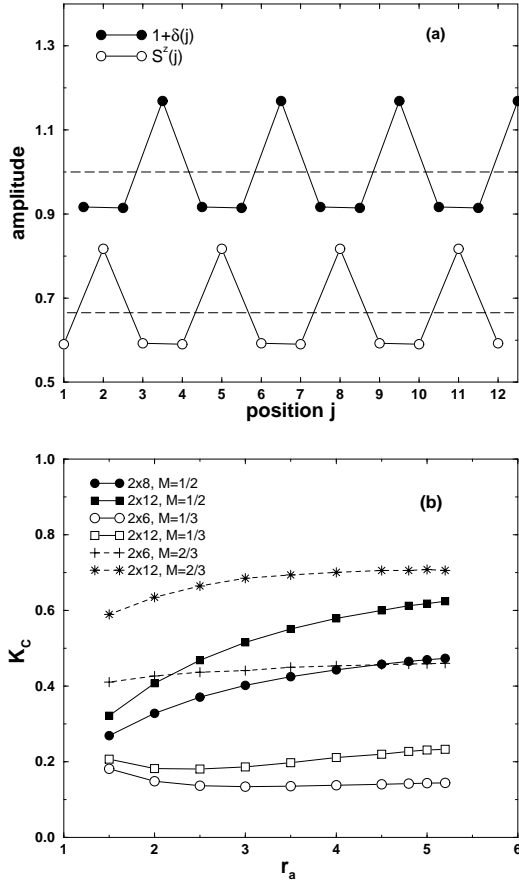 1.3
1.1
0.9
0.7
0.5
amplitude
(a)
1+δ(j)
S^z(j)
1 2 3 4 5 6 7 8 9 10 11 12
position j
1.0
0.8
0.6
0.4
0.2
0.0
K_C
(b)
2x8, M=1/2
2x12, M=1/2
2x6, M=1/3
2x12, M=1/3
2x6, M=2/3
2x12, M=2/3
1 2 3 4 5 6
r_a